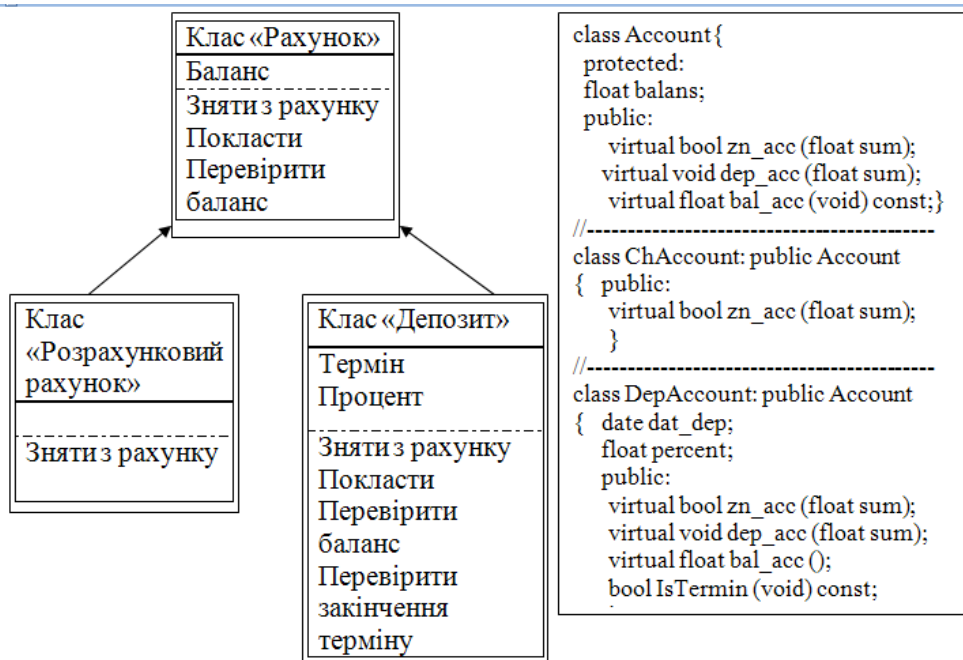 Клас «Рахунок»
Баланс
Зняти з рахунку
Покласти
Перевірити
баланс
Клас
«Розрахунковий
рахунок»
Зняти з рахунку
Клас «Депозит»
Термін
Процент
Зняти з рахунку
Покласти
Перевірити
баланс
Перевірити
закінчення
терміну
class Account{
protected:
float balans;
public:
virtual bool zn_acc (float sum);
virtual void dep_acc (float sum);
virtual float bal_acc (void) const;}
//-------------------------------------------
class ChAccount: public Account
{ public:
virtual bool zn_acc (float sum);
}
//-------------------------------------------
class DepAccount: public Account
{ date dat_dep;
float percent;
public:
virtual bool zn_acc (float sum);
virtual void dep_acc (float sum);
virtual float bal_acc ();
bool IsTermin (void) const;